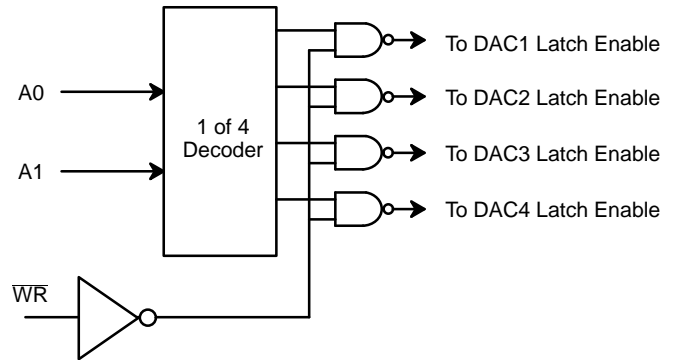 To DAC1 Latch Enable
A0
To DAC2 Latch Enable
1 of 4
Decoder
To DAC3 Latch Enable
A1
To DAC4 Latch Enable
W̅R̅